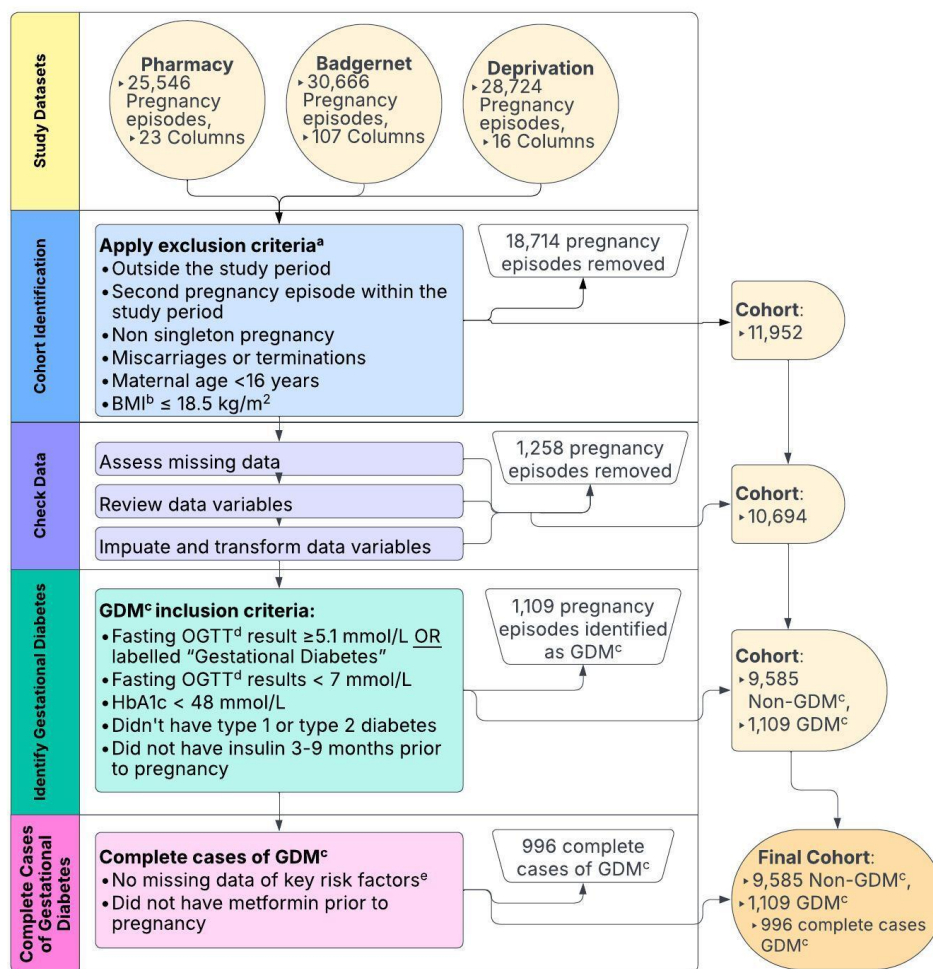 Study Datasets
Pharmacy
‣25,546
Pregnancy
episodes,
‣23 Columns
Badgernet
‣30,666
Pregnancy
episodes,
‣107 Columns
Deprivation
‣28,724
Pregnancy
episodes,
‣16 Columns
Cohort Identification
Apply exclusion criteriaᵃ
•Outside the study period
•Second pregnancy episode within the
study period
•Non singleton pregnancy
•Miscarriages or terminations
•Maternal age <16 years
•BMIᵇ ≤ 18.5 kg/m²
18,714 pregnancy
episodes removed
Cohort:
‣11,952
Check Data
Assess missing data
Review data variables
Impuate and transform data variables
1,258 pregnancy
episodes removed
Cohort:
‣10,694
Identify Gestational Diabetes
GDMᶜ inclusion criteria:
•Fasting OGTTᵈ result ≥5.1 mmol/L OR
labelled “Gestational Diabetes”
•Fasting OGTTᵈ results < 7 mmol/L
•HbA1c < 48 mmol/L
•Didn't have type 1 or type 2 diabetes
•Did not have insulin 3-9 months prior
to pregnancy
1,109 pregnancy
episodes identified
as GDMᶜ
Cohort:
‣9,585
Non-GDMᶜ,
‣1,109 GDMᶜ
Complete Cases
of Gestational
Diabetes
Complete cases of GDMᶜ
•No missing data of key risk factorsᵉ
•Did not have metformin prior to
pregnancy
996 complete
cases of GDMᶜ
Final Cohort:
‣9,585 Non-GDMᶜ,
‣1,109 GDMᶜ
‣996 complete cases
GDMᶜ